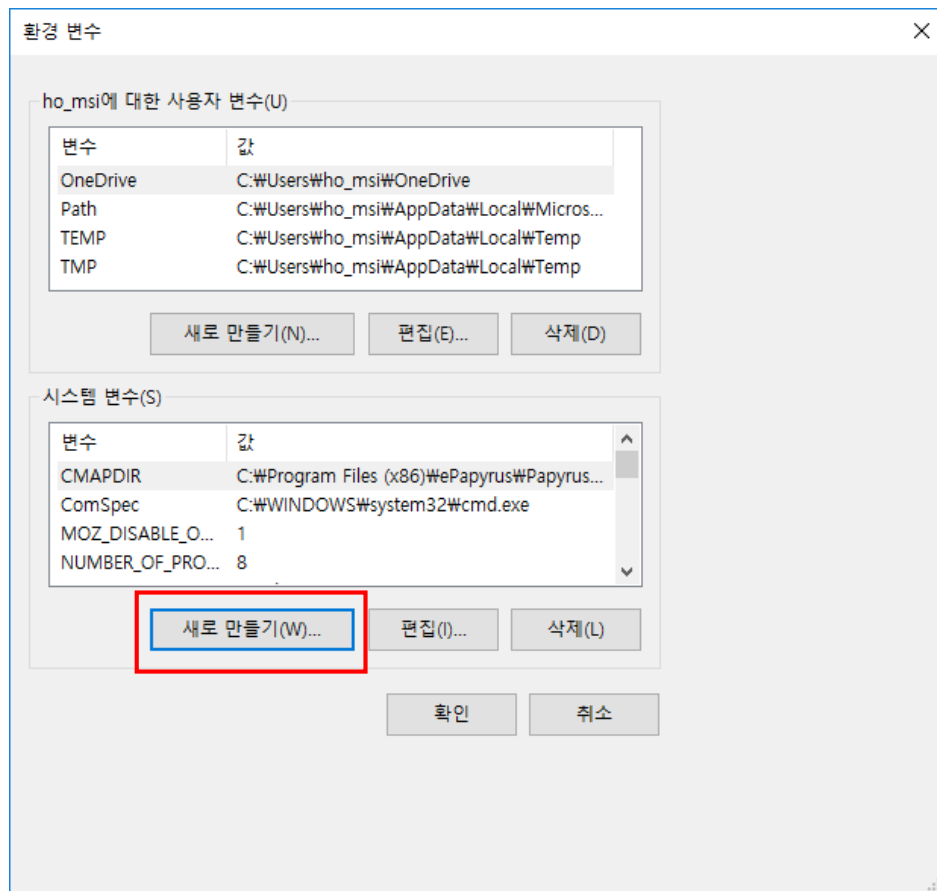 환경 변수
ho_msi에 대한 사용자 변수(U)
변수 값
OneDrive C:₩Users₩ho_msi₩OneDrive
Path C:₩Users₩ho_msi₩AppData₩Local₩Micros...
TEMP C:₩Users₩ho_msi₩AppData₩Local₩Temp
TMP C:₩Users₩ho_msi₩AppData₩Local₩Temp
새로 만들기(N)... 편집(E)... 삭제(D)
시스템 변수(S)
변수 값
CMAPDIR C:₩Program Files (x86)₩ePapyrus₩Papyrus...
ComSpec C:₩WINDOWS₩system32₩cmd.exe
MOZ_DISABLE_O... 1
NUMBER_OF_PRO... 8
새로 만들기(W)... 편집(I)... 삭제(L)
확인 취소